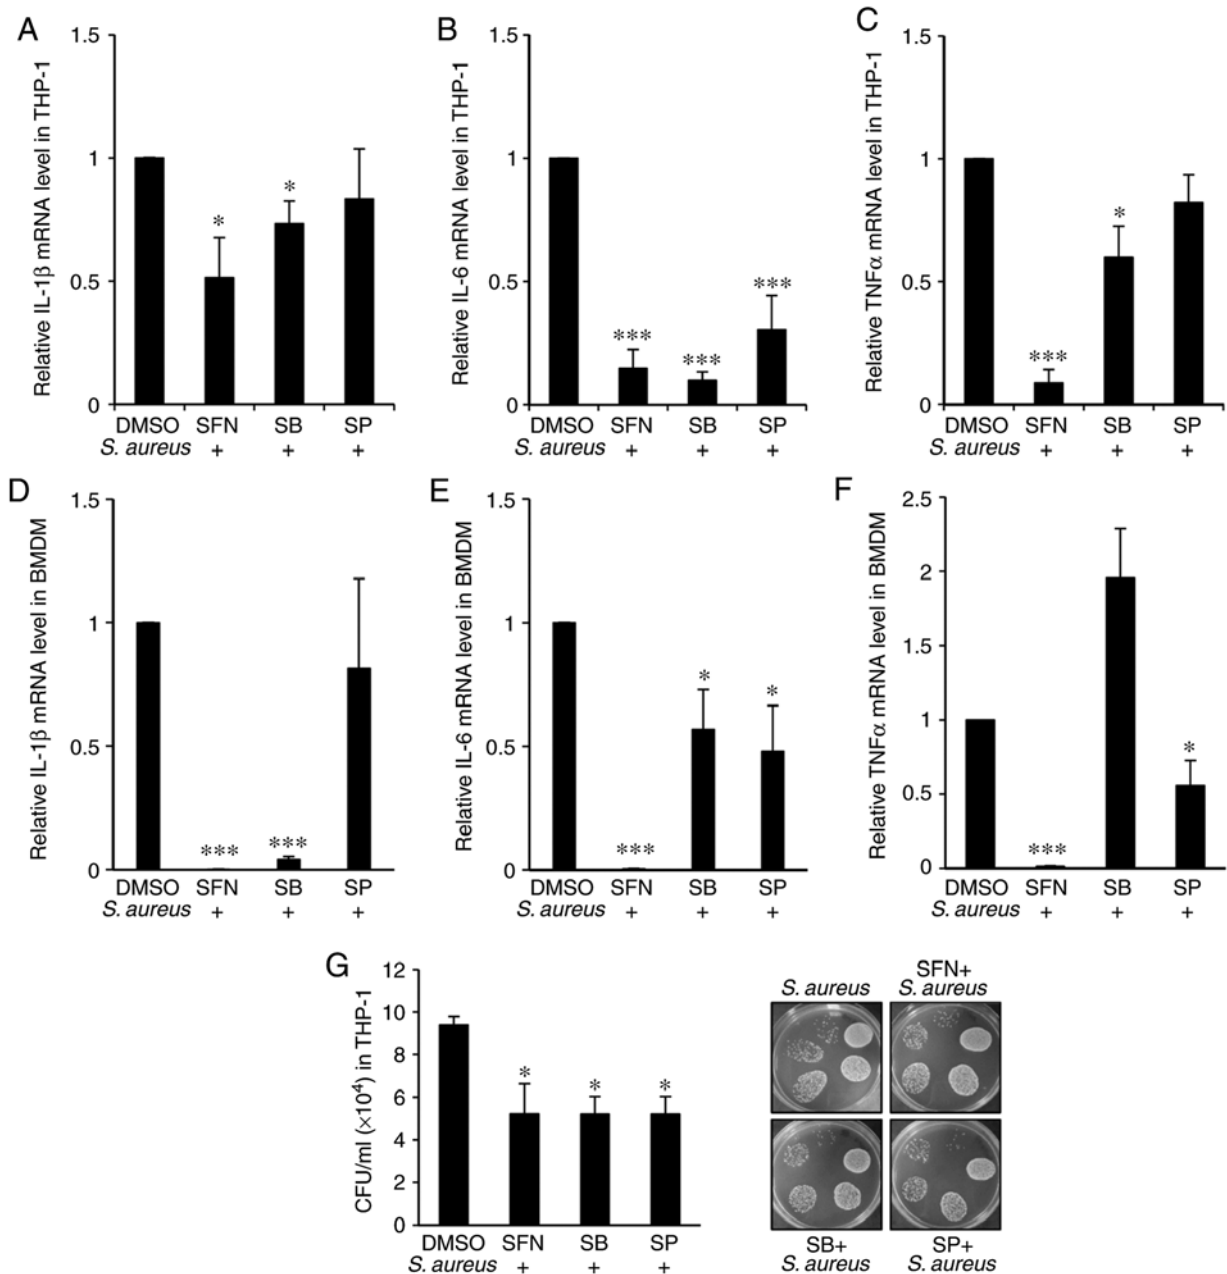 A
Relative IL-1β mRNA level in THP-1
1.5
1
0.5
0
* *
DMSO SFN SB SP
S. aureus + + +
B
Relative IL-6 mRNA level in THP-1
1.5
1
0.5
0
*** *** ***
DMSO SFN SB SP
S. aureus + + +
C
Relative TNFα mRNA level in THP-1
1.5
1
0.5
0
*** *
DMSO SFN SB SP
S. aureus + + +
D
Relative IL-1β mRNA level in BMDM
1.5
1
0.5
0
*** ***
DMSO SFN SB SP
S. aureus + + +
E
Relative IL-6 mRNA level in BMDM
1.5
1
0.5
0
*** * *
DMSO SFN SB SP
S. aureus + + +
F
Relative TNFα mRNA level in BMDM
2.5
2
1.5
1
0.5
0
*** *
DMSO SFN SB SP
S. aureus + + +
G
CFU/ml (×10⁴) in THP-1
12
10
8
6
4
2
0
* * *
DMSO SFN SB SP
S. aureus + + +
S. aureus
SFN+
S. aureus
SB+
S. aureus
SP+
S. aureus